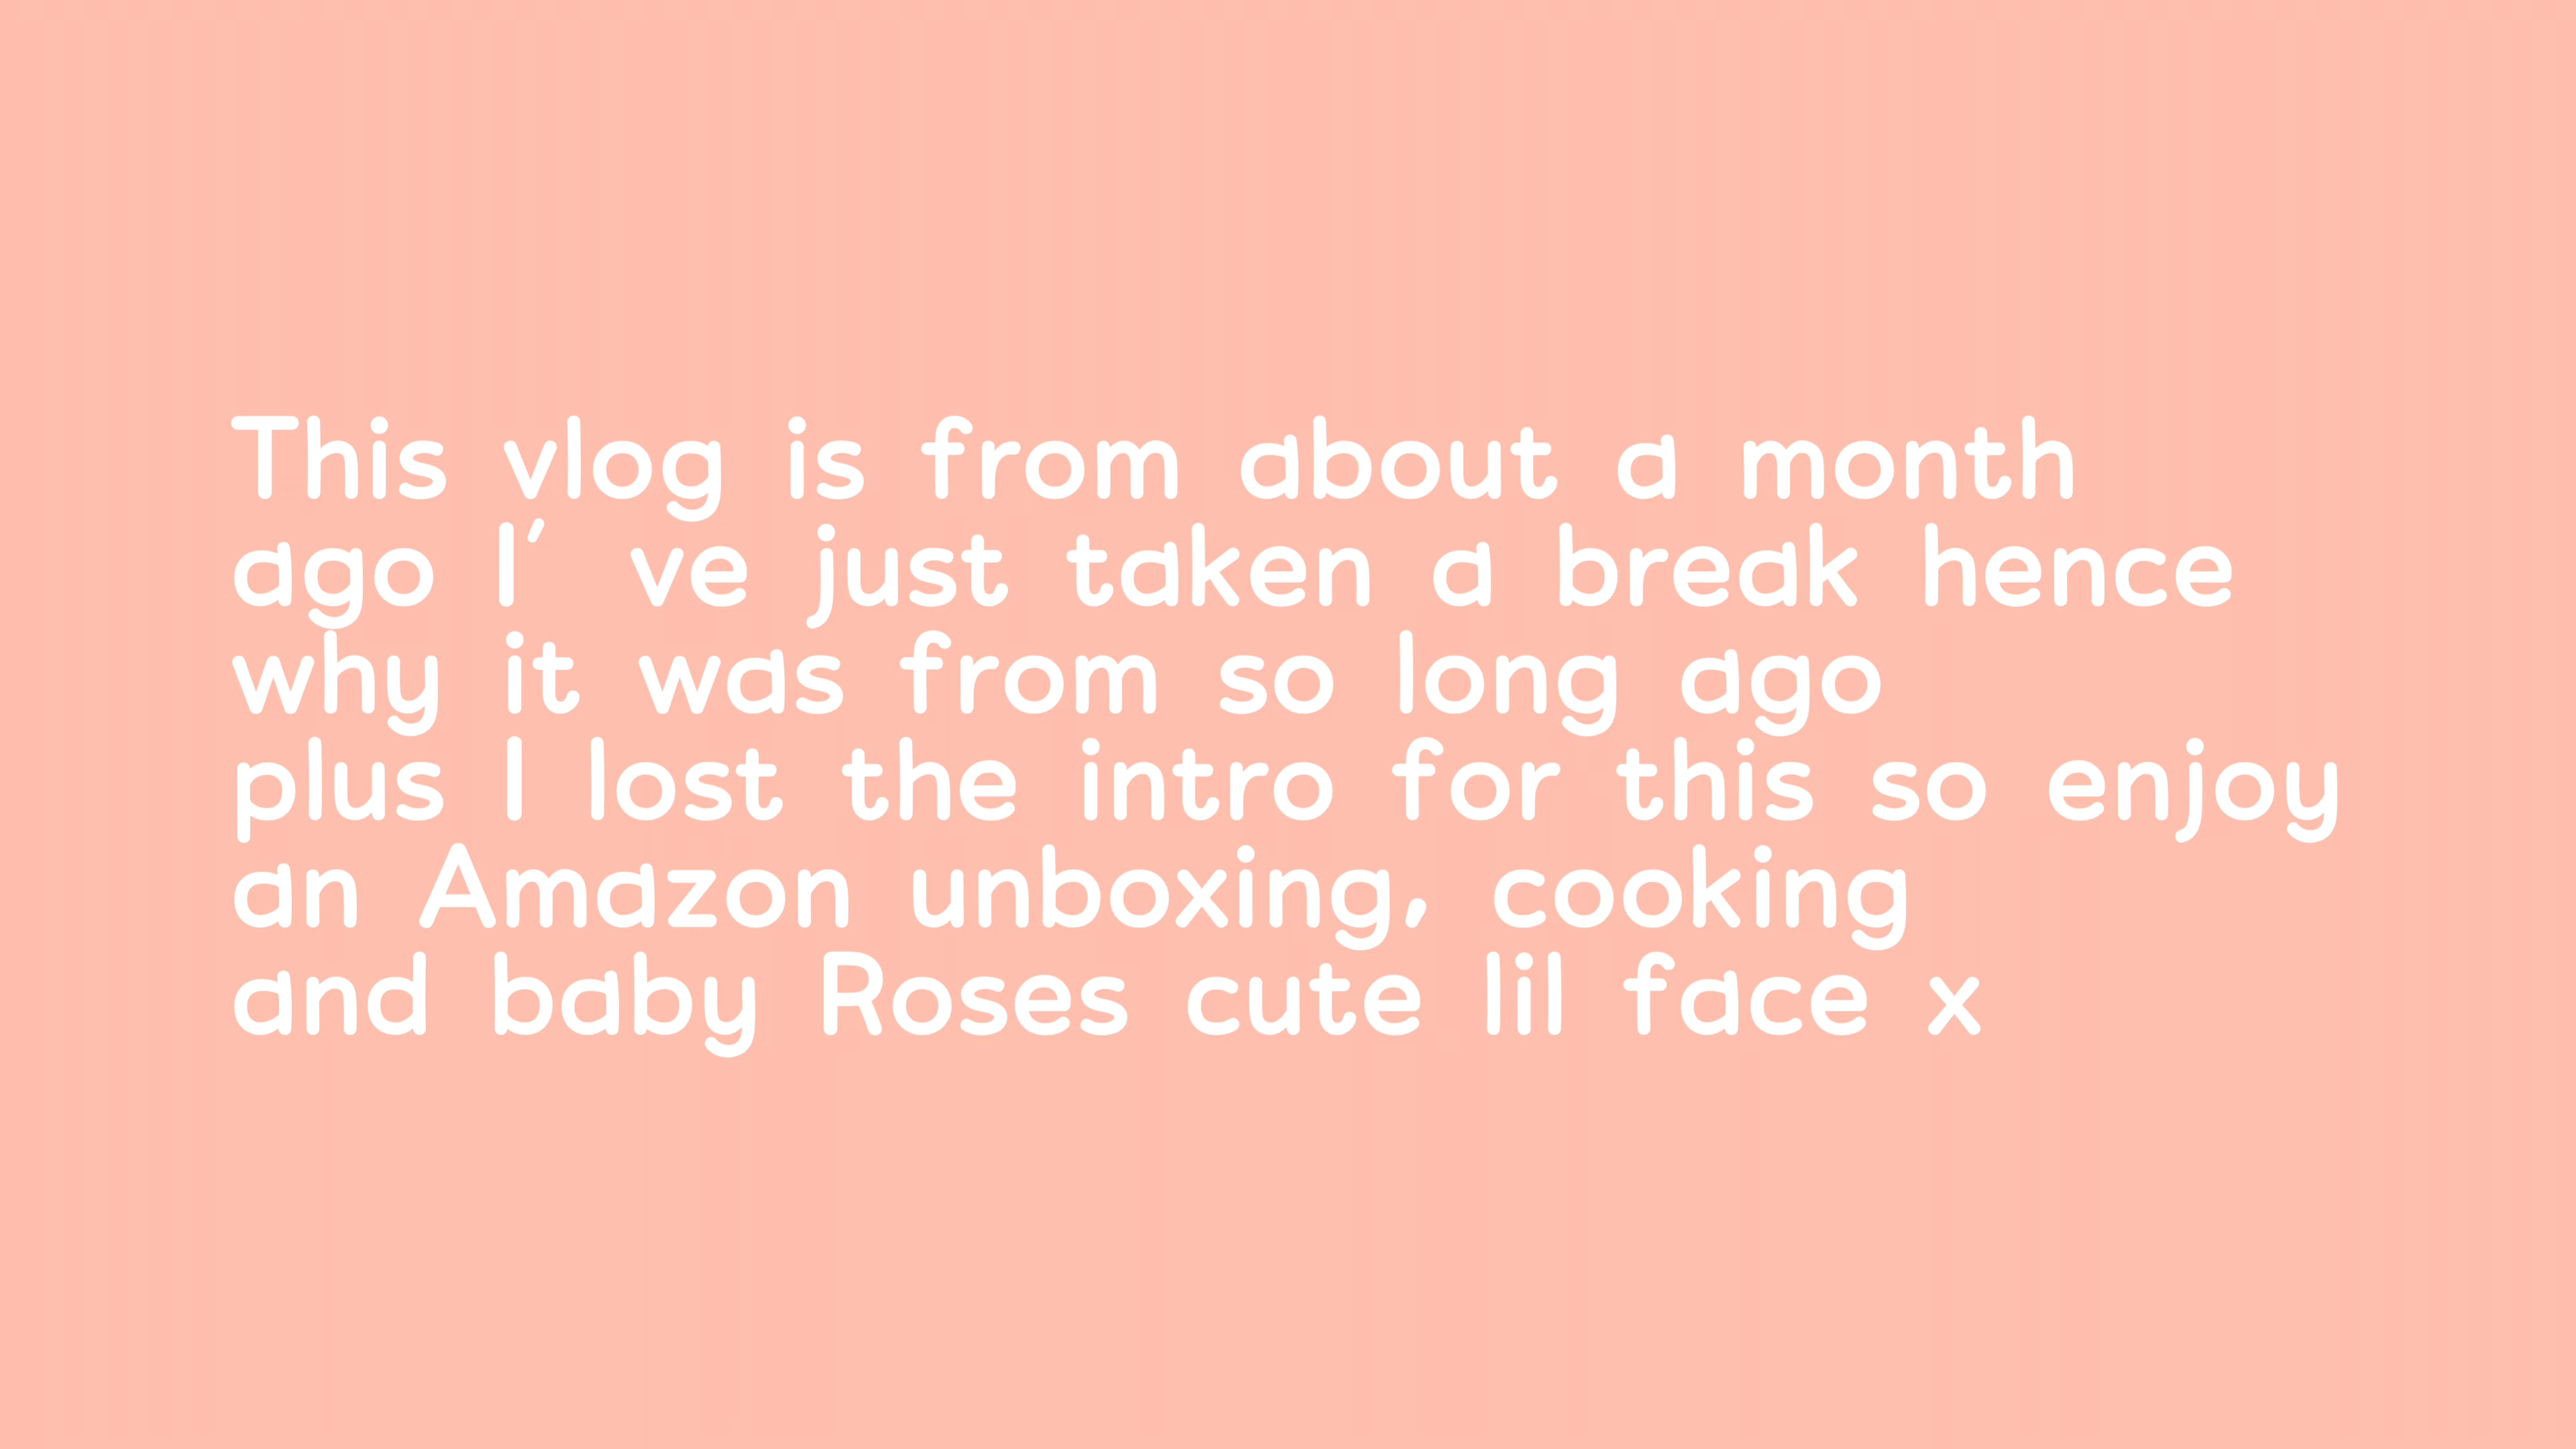 This vlog is from about a month
ago I've just taken a break hence
why it was from so long ago
plus I lost the intro for this so enjoy
an Amazon unboxing, cooking
and baby Roses cute lil face x